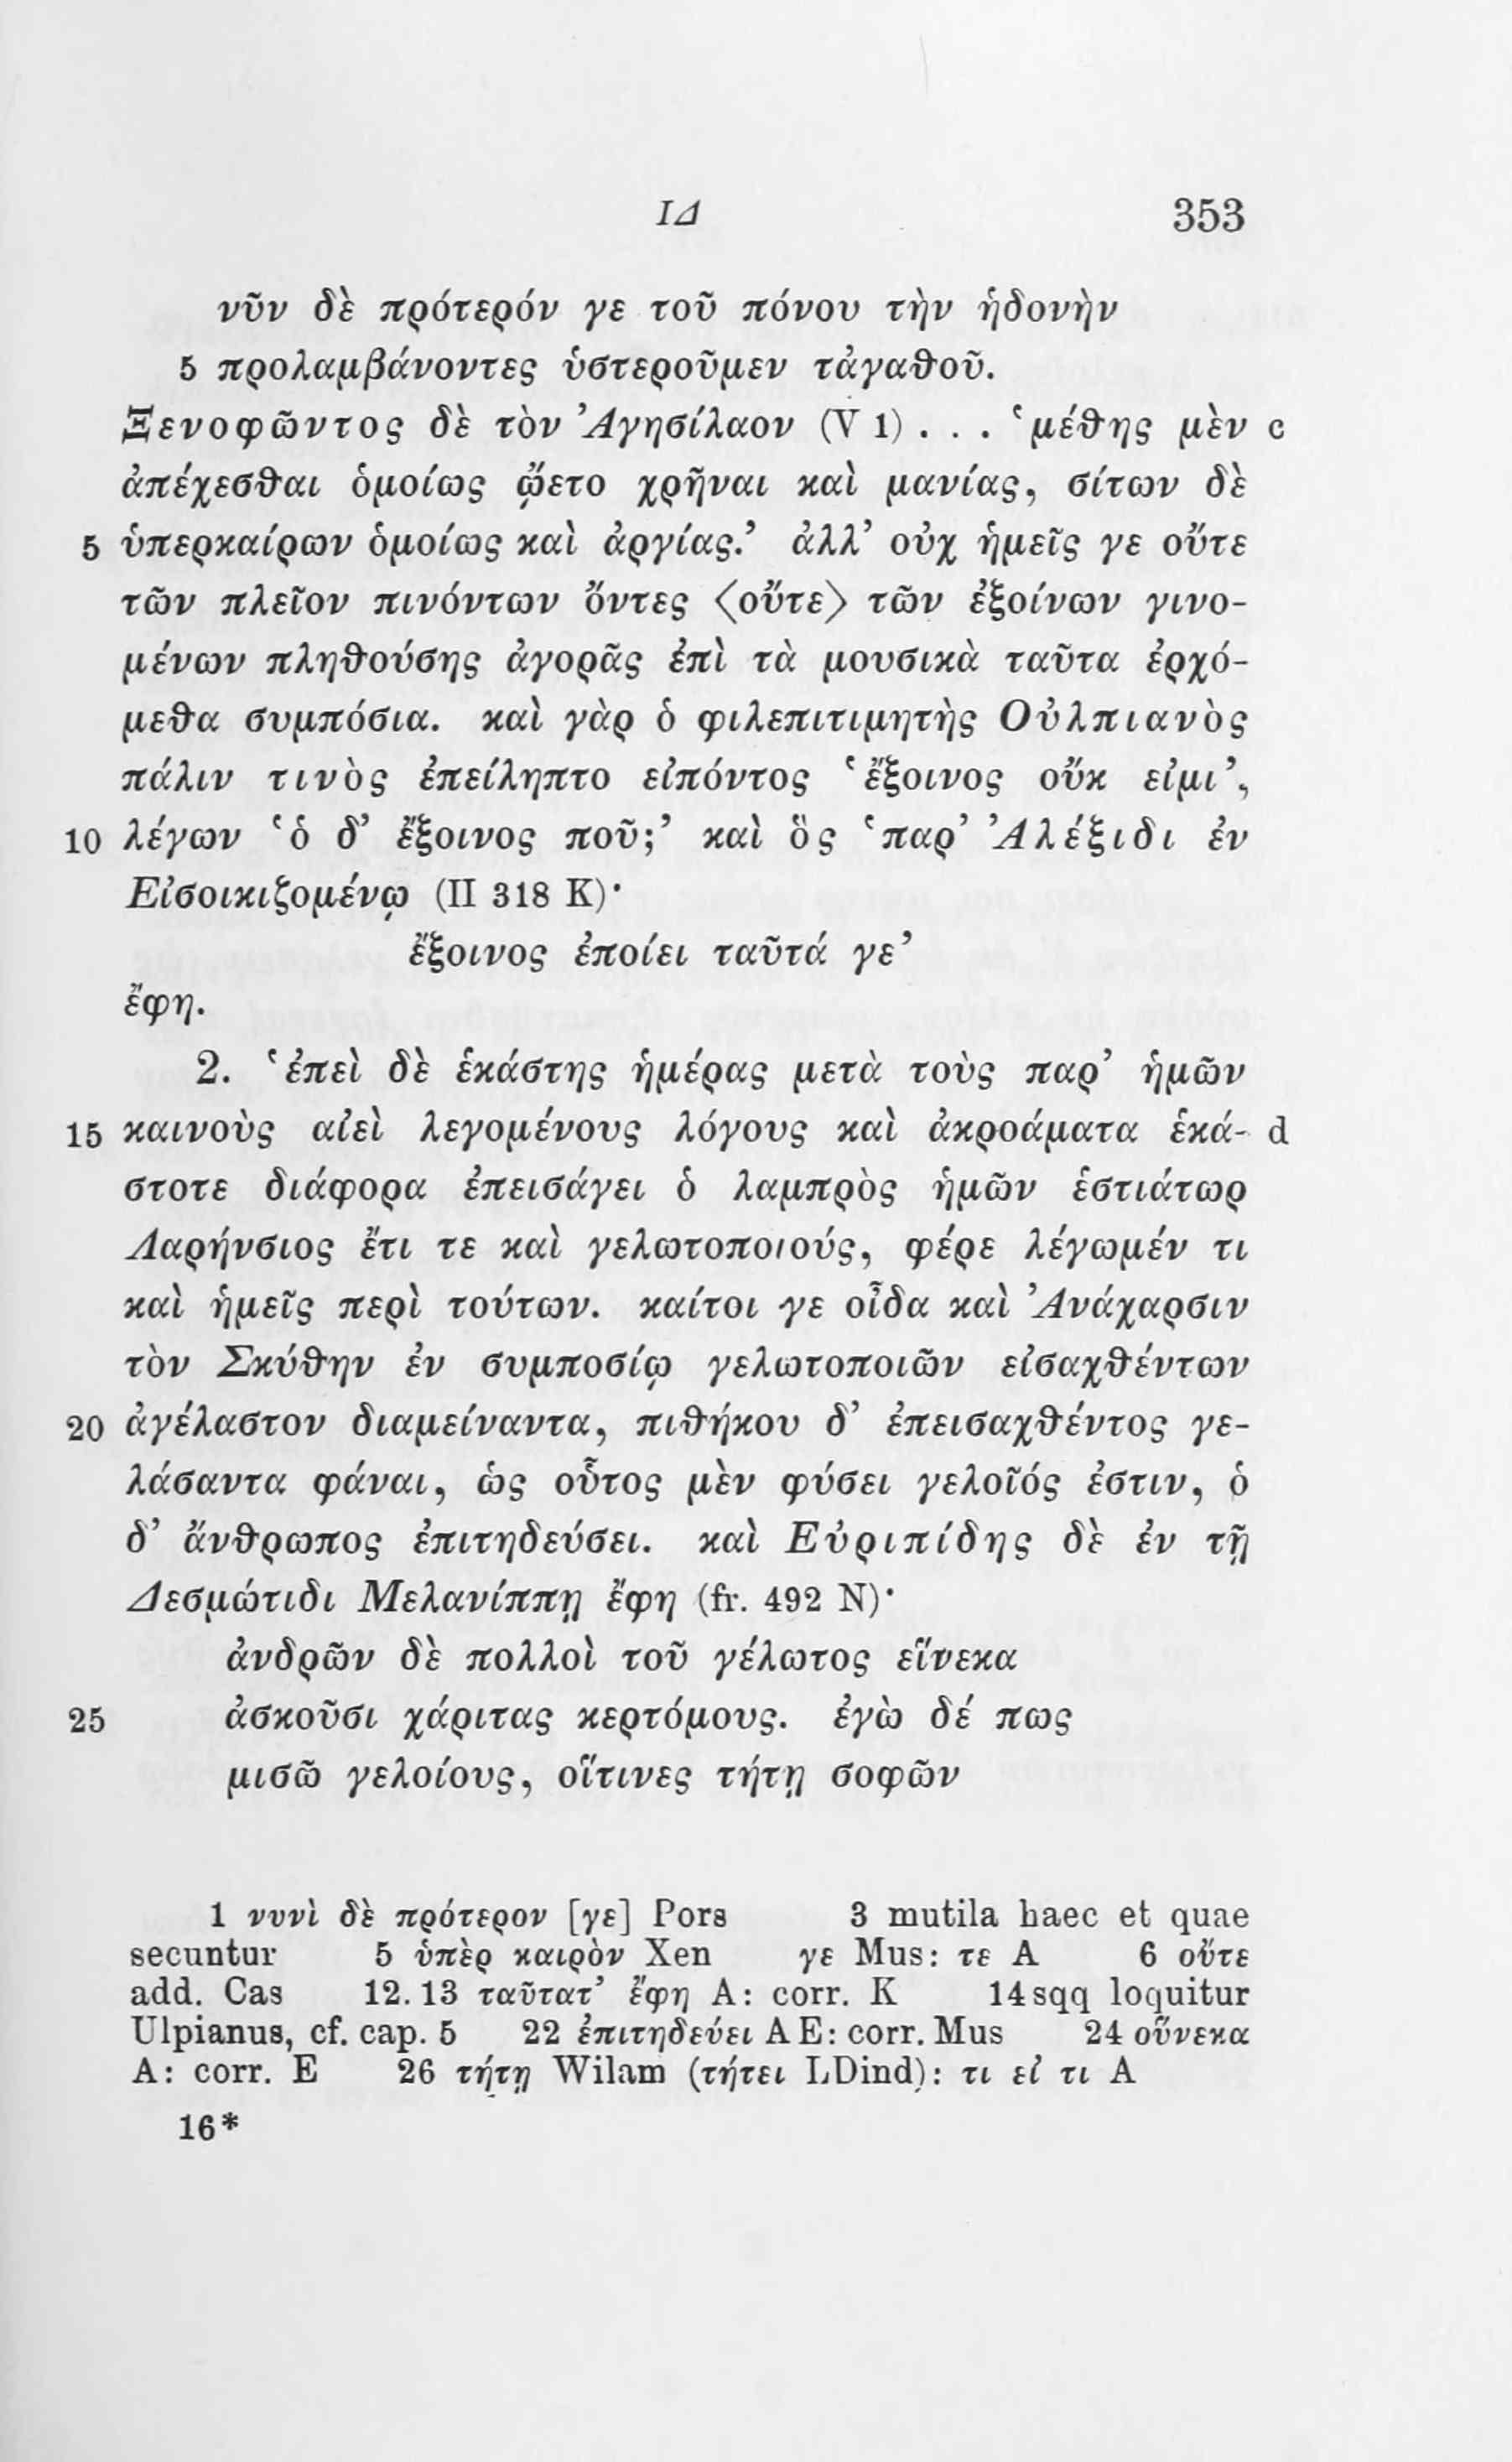 ΙΔ 353
νῦν δὲ πρότερόν γε τοῦ πόνου τὴν ἡδονὴν
5 προλαμβάνοντες ὑστεροῦμεν τἀγαθοῦ.
Ξενοφῶντος δὲ τὸν Ἀγησίλαον (V 1) . . . ‘μέθης μὲν c
ἀπέχεσθαι ὁμοίως ᾤετο χρῆναι καὶ μανίας, σίτων δὲ
5 ὑπερκαίρων ὁμοίως καὶ ἀργίας.’ ἀλλ’ οὐχ ἡμεῖς γε οὔτε
τῶν πλεῖον πινόντων ὄντες ⟨οὔτε⟩ τῶν ἐξοίνων γινο-
μένων πληθούσης ἀγορᾶς ἐπὶ τὰ μουσικὰ ταῦτα ἐρχό-
μεθα συμπόσια. καὶ γὰρ ὁ φιλεπιτιμητὴς Οὐλπιανὸς
πάλιν τινὸς ἐπείληπτο εἰπόντος ‘ἔξοινος οὔκ εἰμι’,
10 λέγων ‘ὁ δ’ ἔξοινος ποῦ;’ καὶ ὃς ‘παρ’ Ἀλέξιδι ἐν
Εἰσοικιζομένῳ (II 318 K)·
ἔξοινος ἐποίει ταῦτά γε’
ἔφη.
2. ‘ἐπεὶ δὲ ἑκάστης ἡμέρας μετὰ τοὺς παρ’ ἡμῶν
15 καινοὺς αἰεὶ λεγομένους λόγους καὶ ἀκροάματα ἑκά- d
στοτε διάφορα ἐπεισάγει ὁ λαμπρὸς ἡμῶν ἑστιάτωρ
Λαρήνσιος ἔτι τε καὶ γελωτοποιούς, φέρε λέγωμέν τι
καὶ ἡμεῖς περὶ τούτων. καίτοι γε οἶδα καὶ Ἀνάχαρσιν
τὸν Σκύθην ἐν συμποσίῳ γελωτοποιῶν εἰσαχθέντων
20 ἀγέλαστον διαμείναντα, πιθήκου δ’ ἐπεισαχθέντος γε-
λάσαντα φάναι, ὡς οὗτος μὲν φύσει γελοῖός ἐστιν, ὁ
δ’ ἄνθρωπος ἐπιτηδεύσει. καὶ Εὐριπίδης δὲ ἐν τῇ
Δεσμώτιδι Μελανίππῃ ἔφη (fr. 492 N)·
ἀνδρῶν δὲ πολλοὶ τοῦ γέλωτος εἵνεκα
25 ἀσκοῦσι χάριτας κερτόμους. ἐγὼ δέ πως
μισῶ γελοίους, οἵτινες τήτῃ σοφῶν
1 νυνὶ δὲ πρότερον [γε] Pors 3 mutila haec et quae
secuntur 5 ὑπὲρ καιρὸν Xen γε Mus: τε A 6 οὔτε
add. Cas 12. 13 ταῦτατ’ ἔφη A: corr. K 14 sqq loquitur
Ulpianus, cf. cap. 5 22 ἐπιτηδεύει A E: corr. Mus 24 οὕνεκα
A: corr. E 26 τήτῃ Wilam (τήτει LDind): τι εἰ τι A
16*